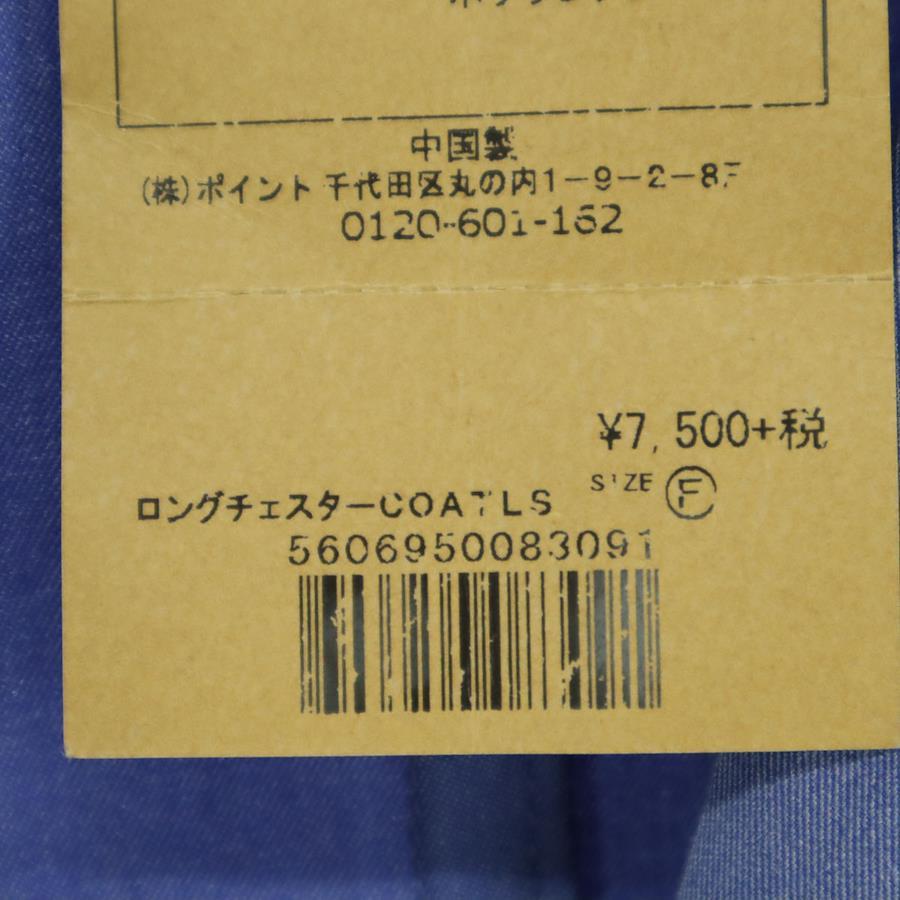 中国製
(株)ポイント 千代田区丸の内1-9-2-8F
0120-601-162
¥7,500+税
SIZE F
ロングチェスターCOATLS
5606950083091